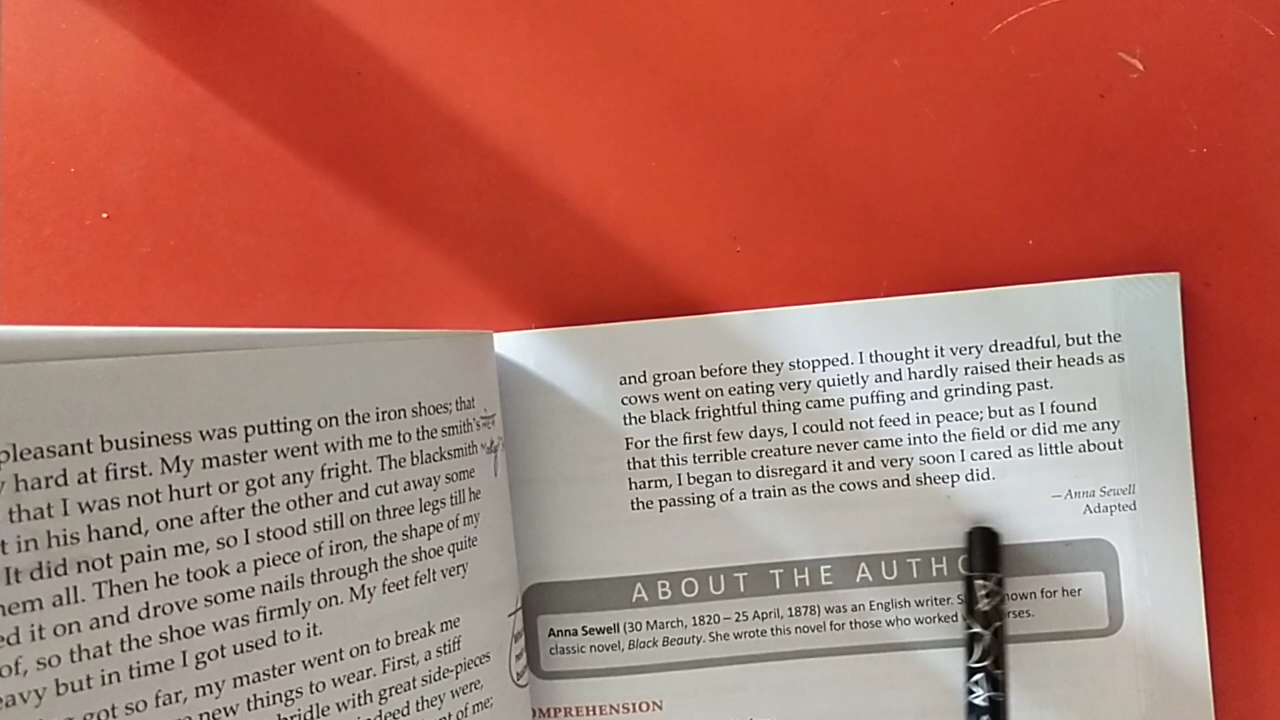 pleasant business was putting on the iron shoes; that
hard at first. My master went with me to the smith's
that I was not hurt or got any fright. The blacksmith
in his hand, one after the other and cut away some
It did not pain me, so I stood still on three legs till he
all. Then he took a piece of iron, the shape of my
it on and drove some nails through the shoe quite
so that the shoe was firmly on. My feet felt very
but in time I got used to it.
got so far, my master went on to break me
new things to wear. First, a stiff
with great side-pieces
they were,
of me;
and groan before they stopped. I thought it very dreadful, but the
cows went on eating very quietly and hardly raised their heads as
the black frightful thing came puffing and grinding past.
For the first few days, I could not feed in peace; but as I found
that this terrible creature never came into the field or did me any
harm, I began to disregard it and very soon I cared as little about
the passing of a train as the cows and sheep did.
—Anna Sewell
Adapted
ABOUT THE
Anna Sewell (30 March, 1820 – 25 April, 1878) was an English writer. for her
classic novel, Black Beauty. She wrote this novel for those who worked